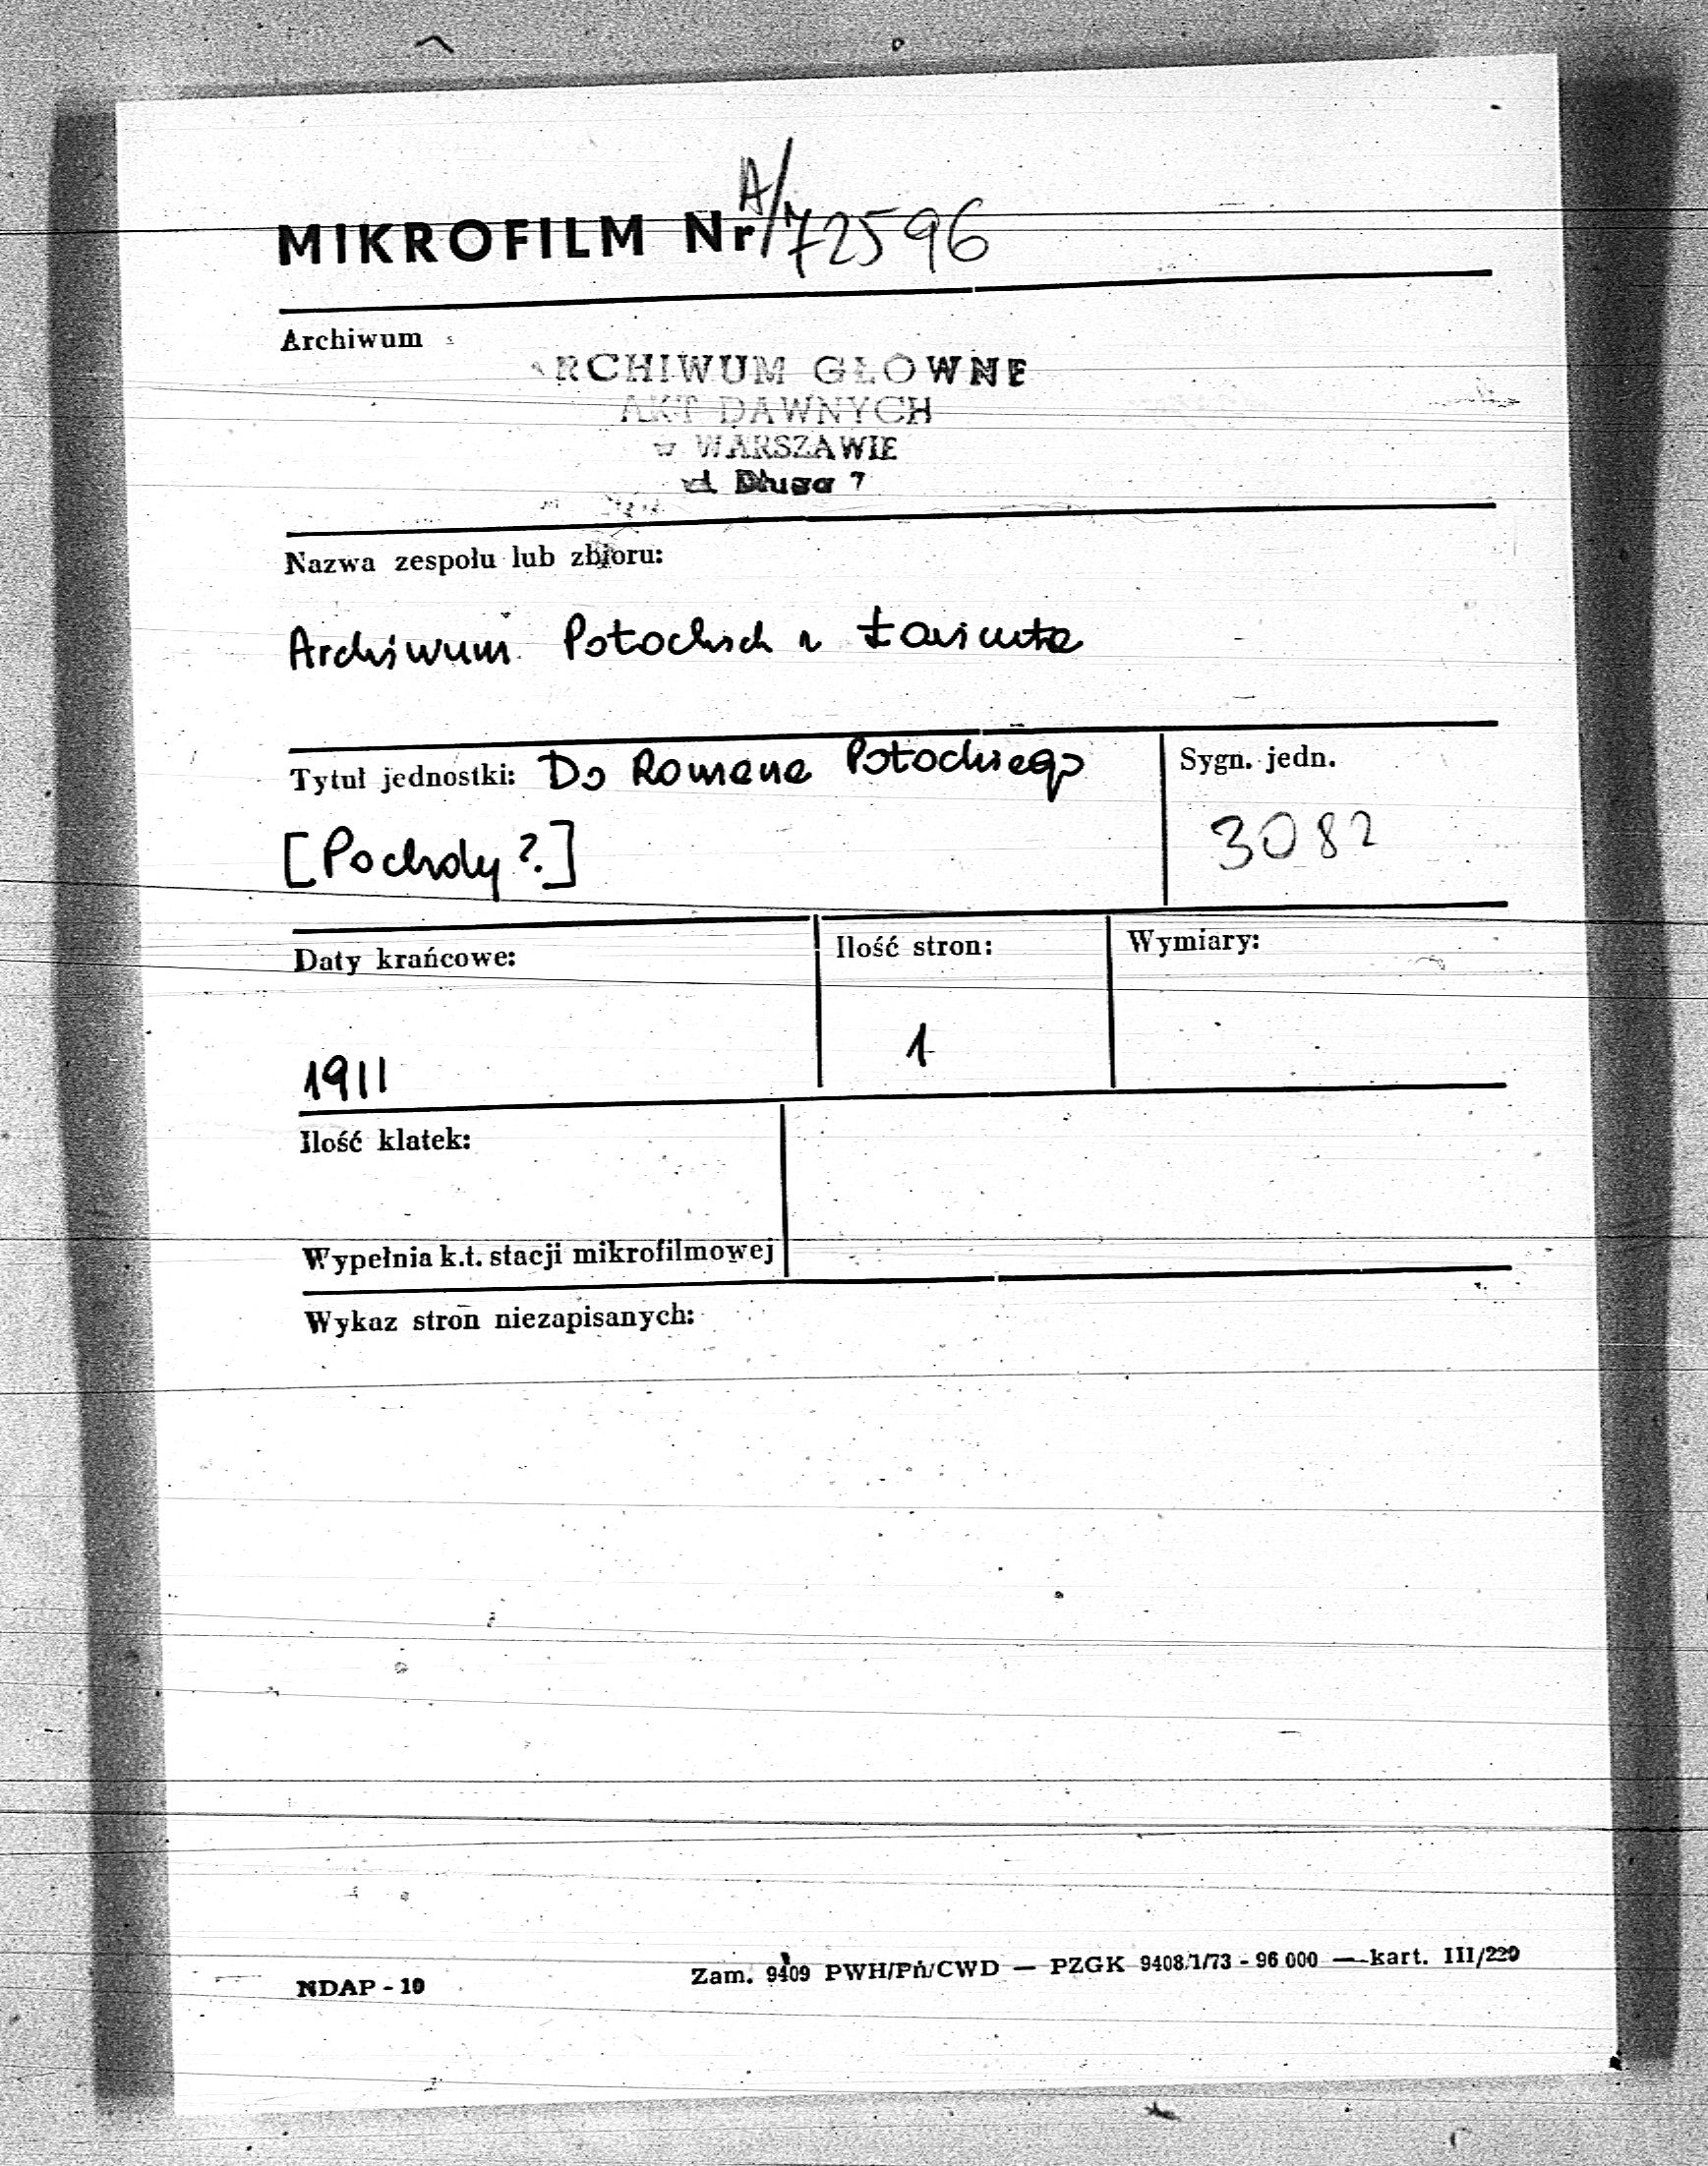 MIKROFILM Nr A/72596
Archiwum
ARCHIWUM GŁOWNE
AKT DAWNYCH
w WARSZAWIE
ul. Długa 7
Nazwa zespołu lub zbioru:
Archiwum Potockich z Łańcuta
Tytuł jednostki: Do Romana Potockiego
[Pochody?]
Sygn. jedn.
3082
Daty krańcowe:
1911
Ilość stron:
1
Wymiary:
Ilość klatek:
Wypełnia k.t. stacji mikrofilmowej
Wykaz stron niezapisanych:
NDAP - 10
Zam. 9409 PWH/Pń/CWD — PZGK 9408/1/73 - 96 000 — kart. III/220